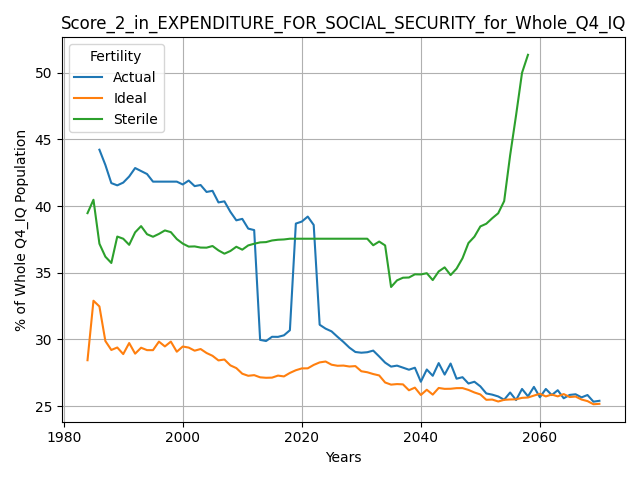 Score_2_in_EXPENDITURE_FOR_SOCIAL_SECURITY_for_Whole_Q4_IQ
Fertility
Actual
Ideal
Sterile
% of Whole Q4_IQ Population
50
45
40
35
30
25
1980
2000
2020
2040
2060
Years